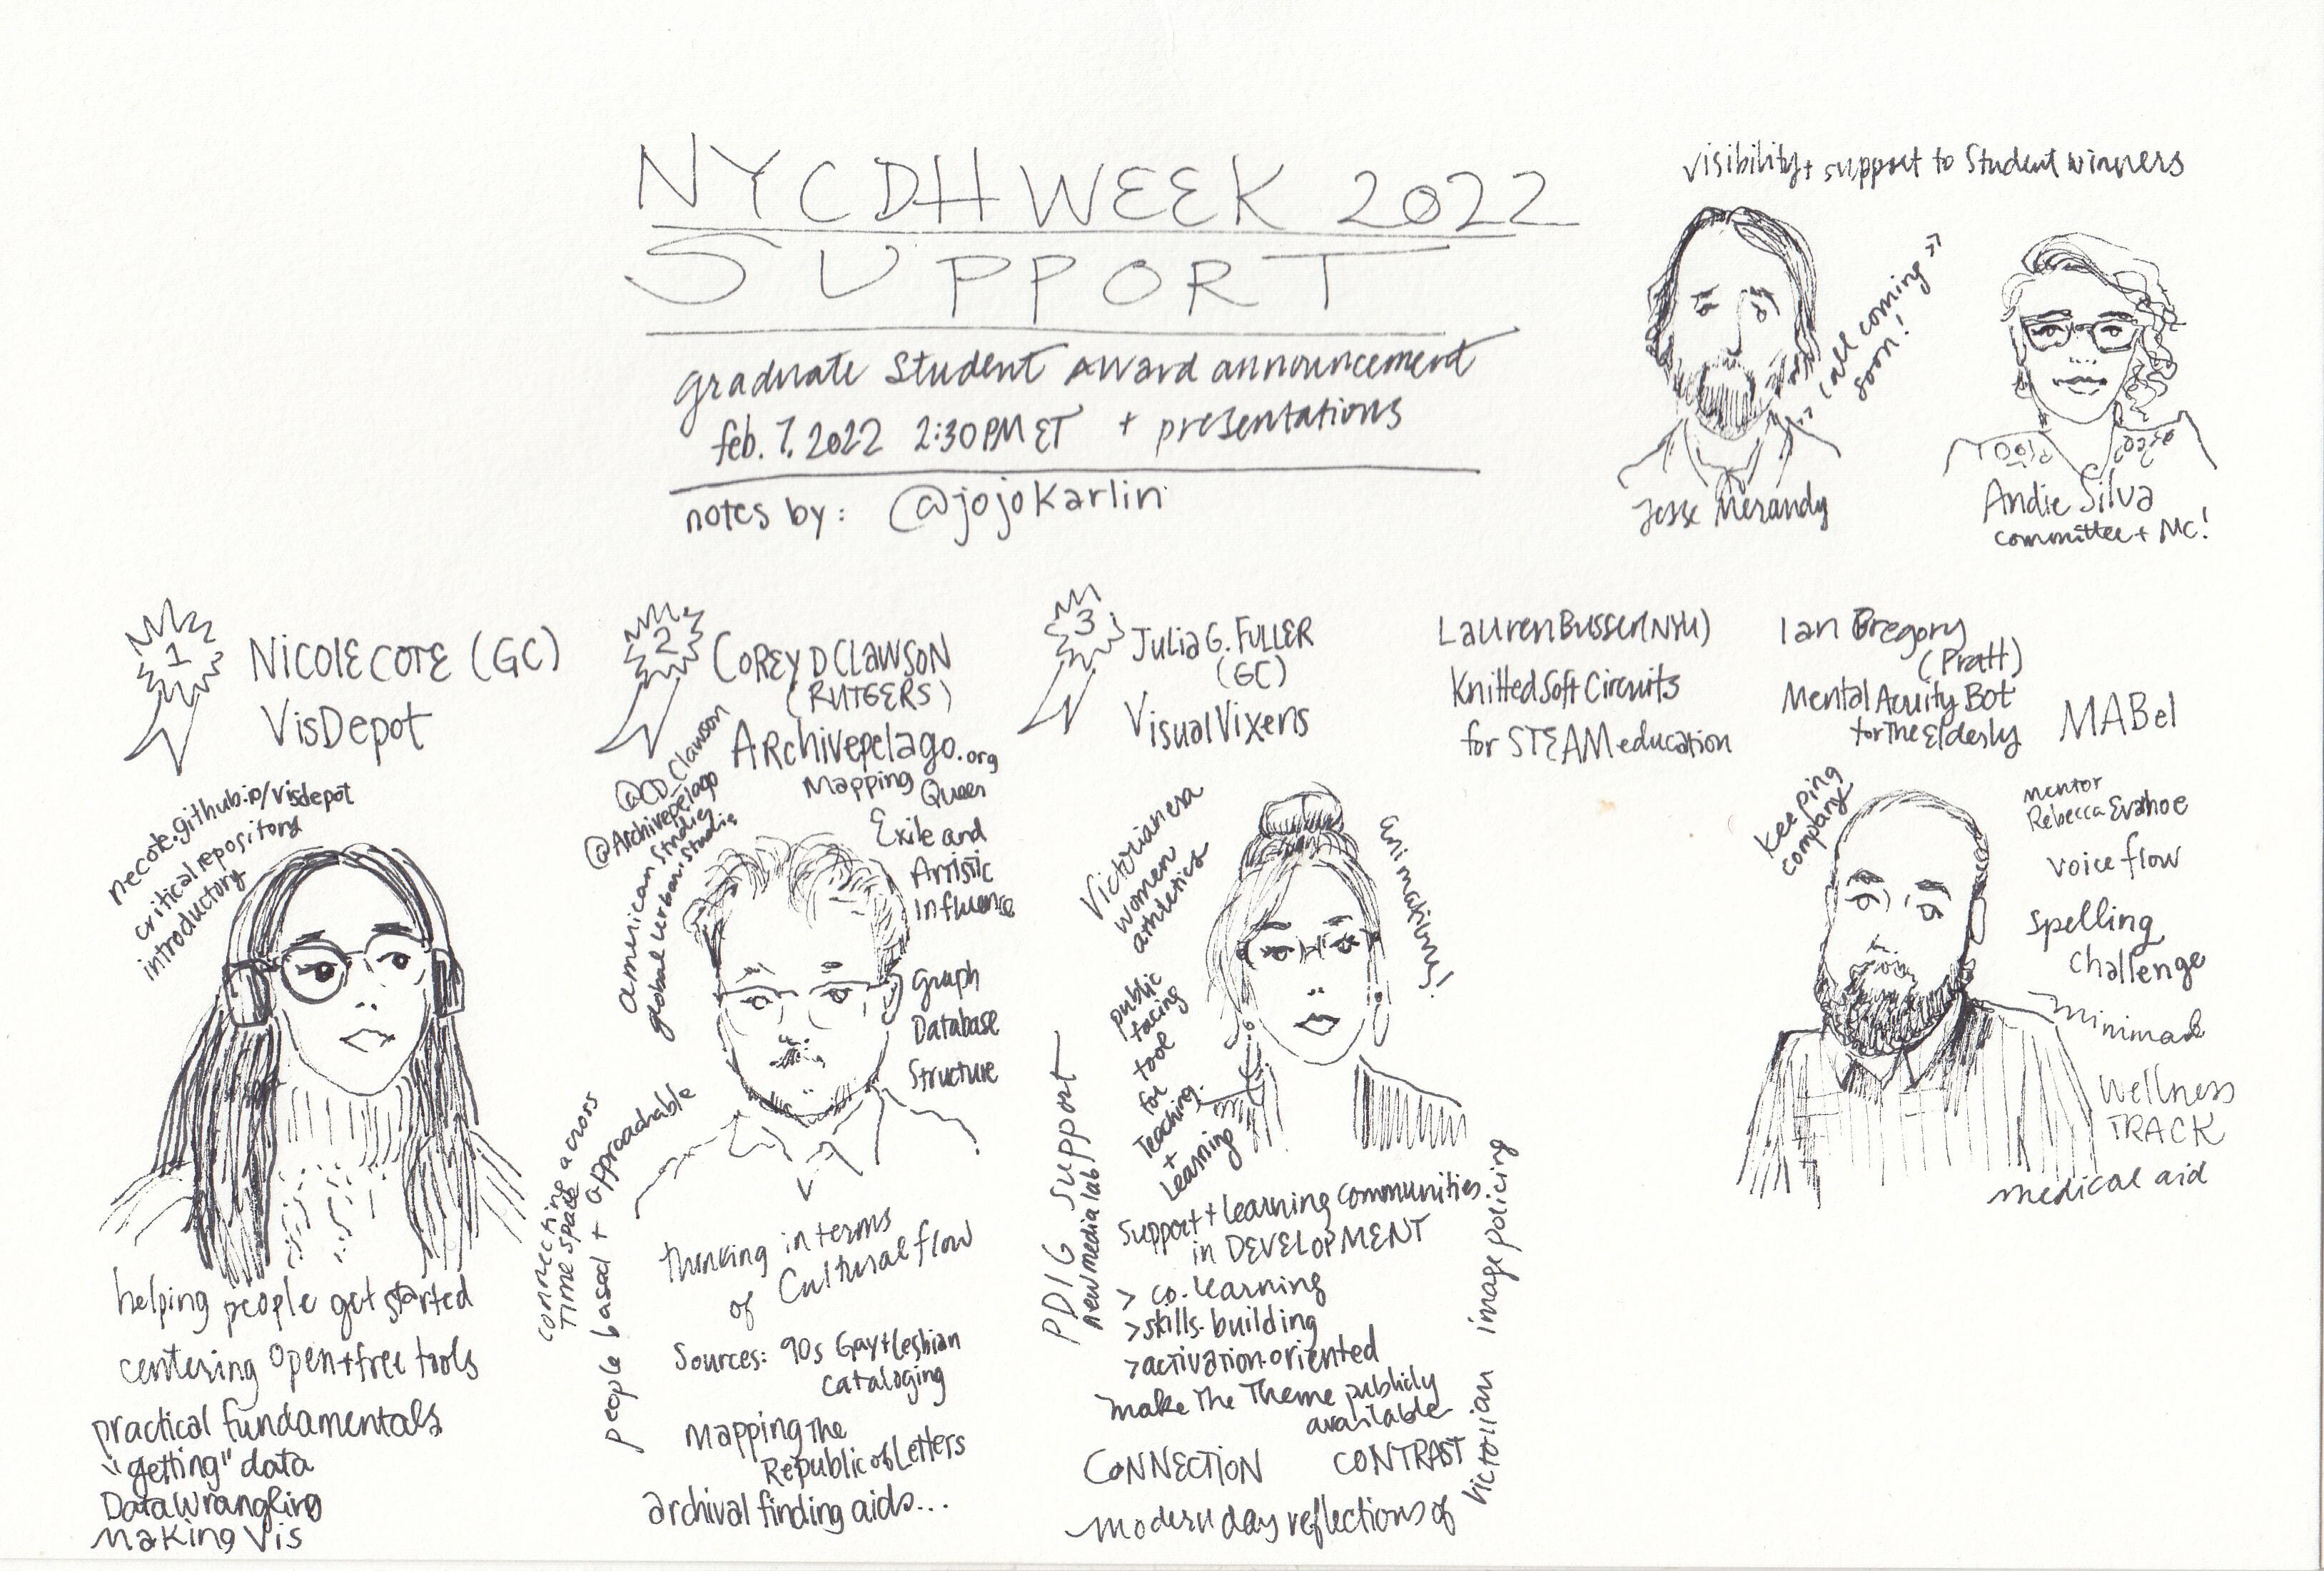 NYCDH WEEK 2022
SUPPORT
graduate Student Award announcement
feb. 7. 2022 2:30PM ET + presentations
notes by: @jojokarlin
visibility + support to Student winners
call coming
soon!
Jesse Merandy
Andie Silva
committee + MC!
1
Nicole Cote (GC)
VisDepot
necote.github.io/visdepot
critical repository
introductory
helping people get started
centering open+free tools
practical fundamentals
"getting" data
Data Wrangling
Making Vis
2
Corey D Clawson
(RUTGERS)
Archivepelago.org
Mapping Queer
Exile and
Artistic
Influence
@CD_Clawson
@Archivepelago
american studies
global urban studies
Graph
Database
Structure
connecting across
time space
people based + approachable
thinking in terms
of Cultural flow
Sources: 90s Gay+Lesbian
cataloging
Mapping The
Republic of Letters
archival finding aids...
3
Julia G. FULLER
(GC)
Visual Vixens
Victorian era
women
athletics
animations!
public
facing
tool
for
Teaching
+
Learning
PDIG Support
new media lab
Support + learning communities
in DEVELOPMENT
> co-learning
> skills-building
> activation-oriented
make The Theme publicly
available
CONNECTION CONTRAST
modern day reflections of
Victorian image policing
Lauren Busser (NYU)
Knitted Soft Circuits
for STEAM education
Ian Gregory
(Pratt)
Mental Acuity Bot
for The Elderly
MABel
keeping
company
mentor
Rebecca Evahoe
voice flow
Spelling
Challenge
Wellness
TRACK
medical aid